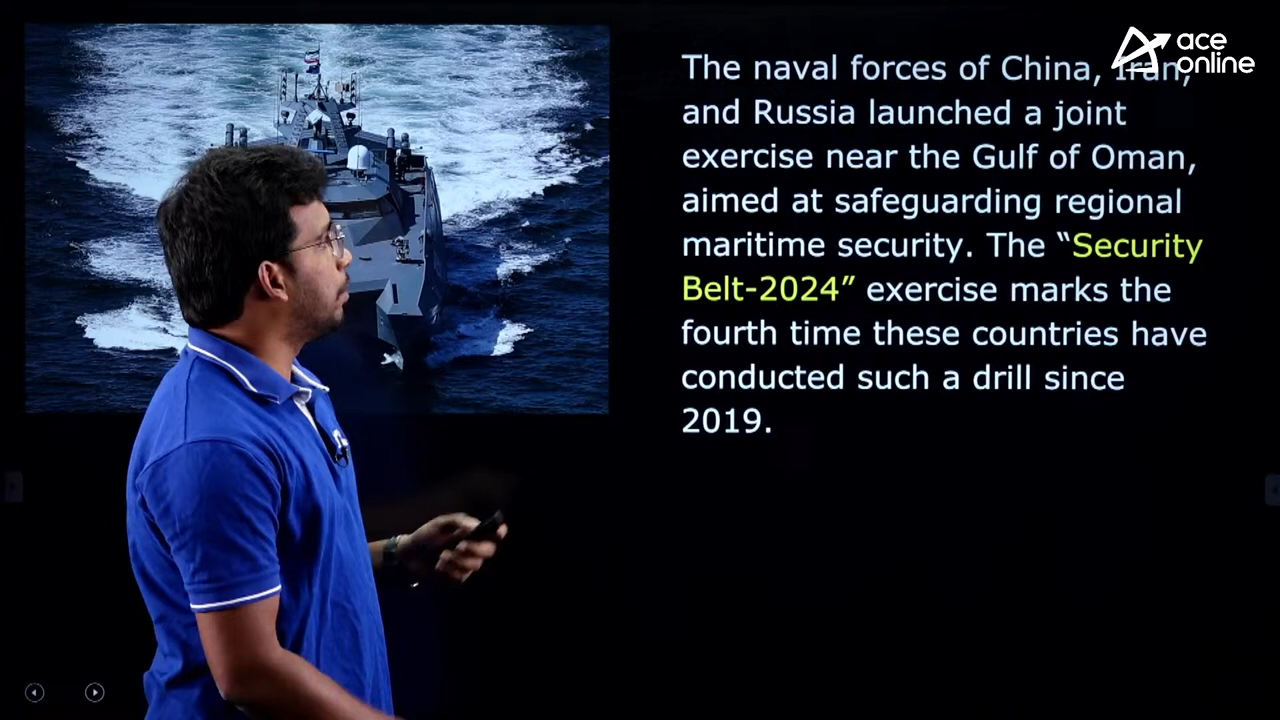 ace
online
The naval forces of China, Iran,
and Russia launched a joint
exercise near the Gulf of Oman,
aimed at safeguarding regional
maritime security. The “Security
Belt-2024” exercise marks the
fourth time these countries have
conducted such a drill since
2019.